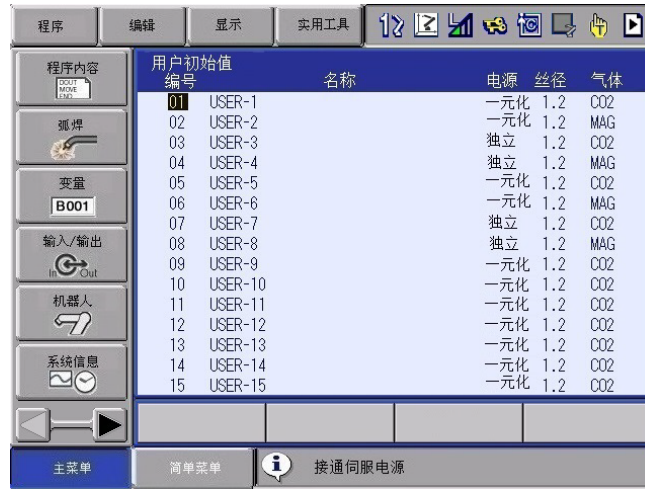 程序 编辑 显示 实用工具
程序内容
DOUT
MOVE
END
弧焊
变量
B001
输入/输出
In Out
机器人
系统信息
用户初始值
编号 名称 电源 丝径 气体
01 USER-1 一元化 1.2 CO2
02 USER-2 一元化 1.2 MAG
03 USER-3 独立 1.2 CO2
04 USER-4 独立 1.2 MAG
05 USER-5 一元化 1.2 CO2
06 USER-6 一元化 1.2 MAG
07 USER-7 独立 1.2 CO2
08 USER-8 独立 1.2 MAG
09 USER-9 一元化 1.2 CO2
10 USER-10 一元化 1.2 CO2
11 USER-11 一元化 1.2 CO2
12 USER-12 一元化 1.2 CO2
13 USER-13 一元化 1.2 CO2
14 USER-14 一元化 1.2 CO2
15 USER-15 一元化 1.2 CO2
主菜单 简单菜单 接通伺服电源